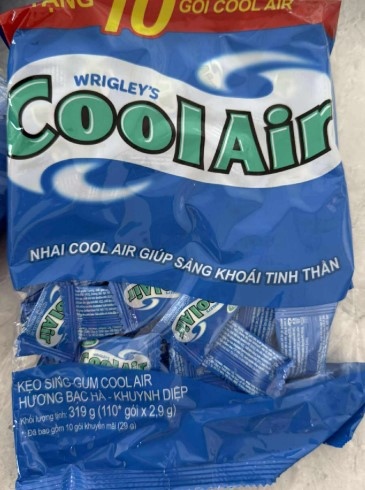 TẶNG 10 GÓI COOL AIR
WRIGLEY'S
CoolAir
NHAI COOL AIR GIÚP SẢNG KHOÁI TINH THẦN
COOLAIR
KẸO SING-GUM COOL AIR
HƯƠNG BẠC HÀ - KHUYNH DIỆP
Khối lượng tịnh: 319 g (110* gói x 2,9 g)
* Đã bao gồm 10 gói khuyến mãi (29 g)